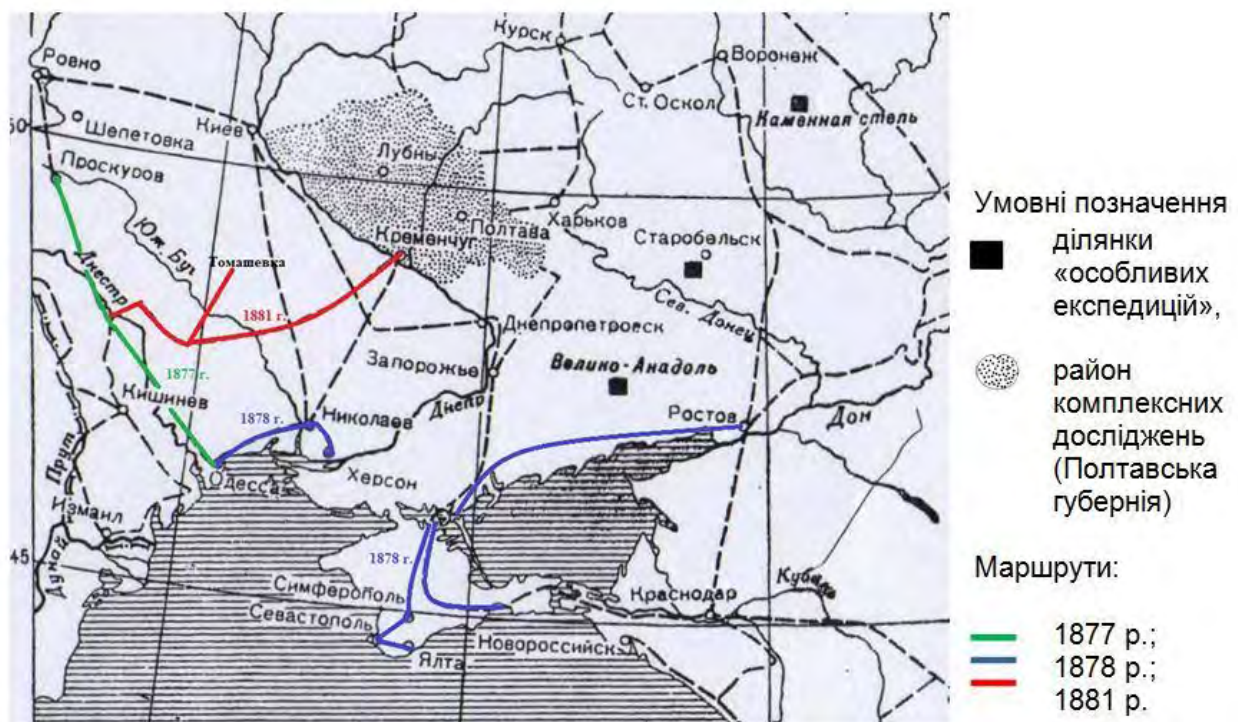 Курск
Воронеж
Ровно
Ст. Оскол
Каменная степь
50
Шепетовка
Киев
Лубны
Проскуров
Полтава
Харьков
Старобельск
Кременчуг
Юж. Буг
Томашевка
Днестр
Сев. Донец
1881 г.
Днепропетровск
Запорожье
Велико-Анадоль
1877 г.
Кишинев
1878 г.
Николаев
Днепр
Ростов
Дон
Прут
Одесса
Херсон
Измаил
45
Дунай
1878 г.
Симферополь
Краснодар
Кубань
Севастополь
Новороссийск
Ялта
Умовні позначення
ділянки
«особливих
експедицій»,
район
комплексних
досліджень
(Полтавська
губернія)
Маршрути:
1877 р.;
1878 р.;
1881 р.